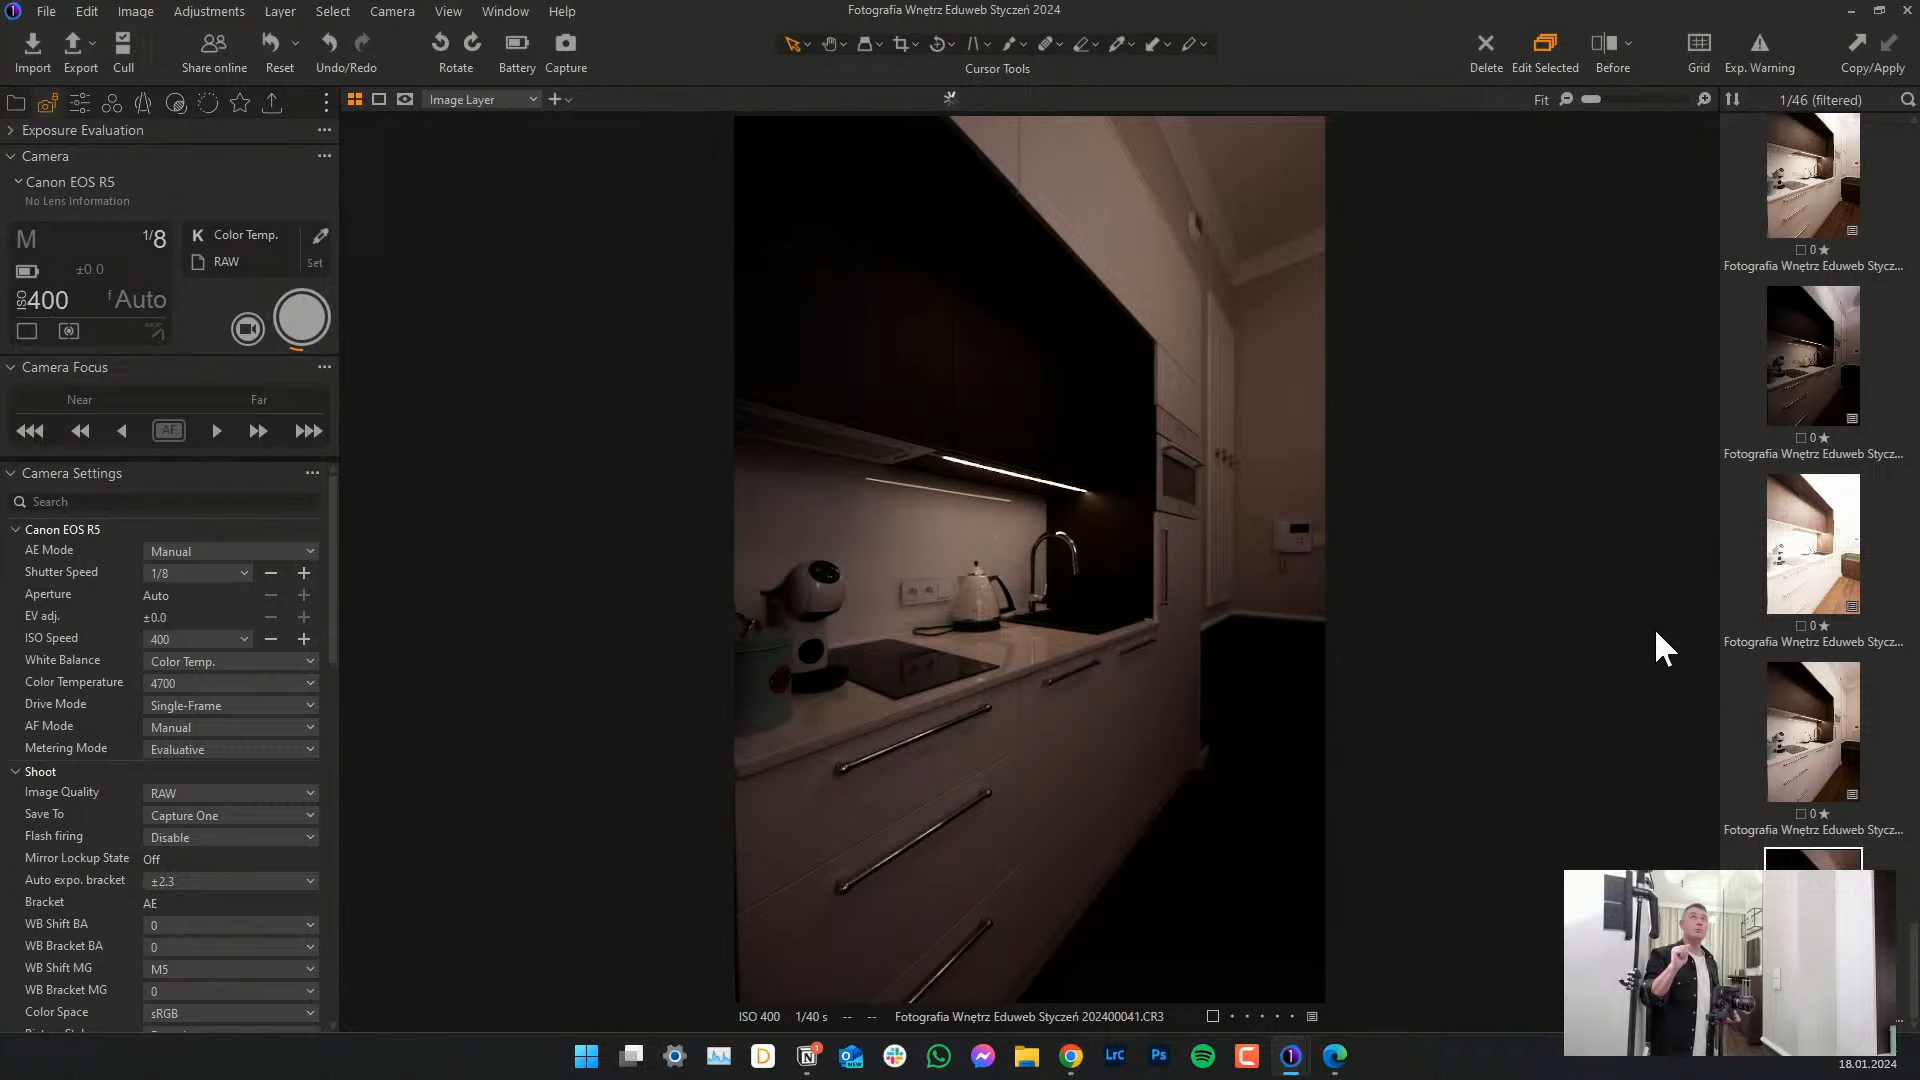 File Edit Image Adjustments Layer Select Camera View Window Help
Fotografia Wnętrz Eduweb Styczeń 2024
Import Export Cull Share online Reset Undo/Redo Rotate Battery Capture
Cursor Tools
Delete Edit Selected Before Grid Exp. Warning Copy/Apply
Image Layer
Fit
1/46 (filtered)
Exposure Evaluation
Camera
Canon EOS R5
No Lens Information
M 1/8
±0.0
ISO 400 f Auto
K Color Temp.
RAW
Set
Camera Focus
Near Far
AF
Camera Settings
Search
Canon EOS R5
AE Mode Manual
Shutter Speed 1/8
Aperture Auto
EV adj. ±0.0
ISO Speed 400
White Balance Color Temp.
Color Temperature 4700
Drive Mode Single-Frame
AF Mode Manual
Metering Mode Evaluative
Shoot
Image Quality RAW
Save To Capture One
Flash firing Disable
Mirror Lockup State Off
Auto expo. bracket ±2.3
Bracket AE
WB Shift BA 0
WB Bracket BA 0
WB Shift MG M5
WB Bracket MG 0
Color Space sRGB
ISO 400 1/40 s -- -- Fotografia Wnętrz Eduweb Styczeń 202400041.CR3
0
Fotografia Wnętrz Eduweb Stycz...
0
Fotografia Wnętrz Eduweb Stycz...
0
Fotografia Wnętrz Eduweb Stycz...
0
Fotografia Wnętrz Eduweb Stycz...
D
1
NEW
LrC
Ps
18.01.2024